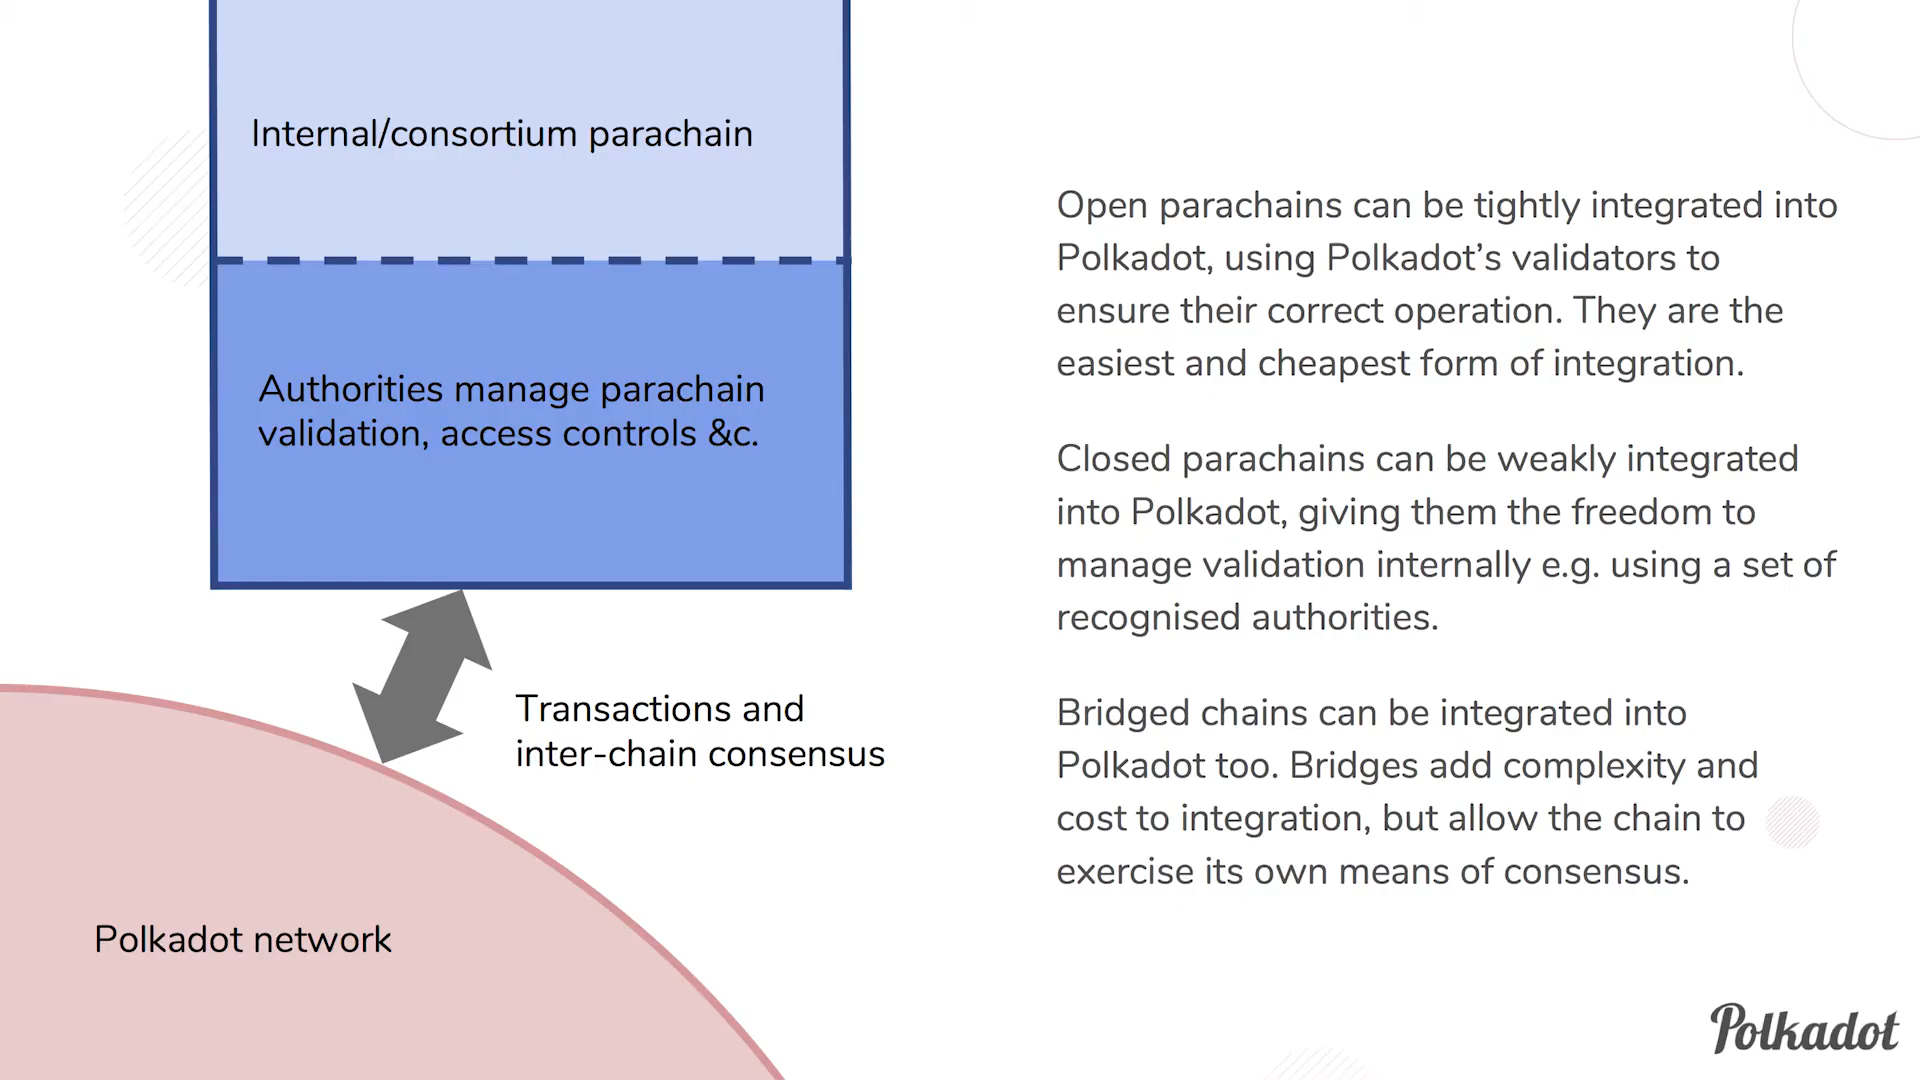 Internal/consortium parachain
Authorities manage parachain
validation, access controls &c.
Transactions and
inter-chain consensus
Polkadot network
Open parachains can be tightly integrated into
Polkadot, using Polkadot’s validators to
ensure their correct operation. They are the
easiest and cheapest form of integration.
Closed parachains can be weakly integrated
into Polkadot, giving them the freedom to
manage validation internally e.g. using a set of
recognised authorities.
Bridged chains can be integrated into
Polkadot too. Bridges add complexity and
cost to integration, but allow the chain to
exercise its own means of consensus.
Polkadot